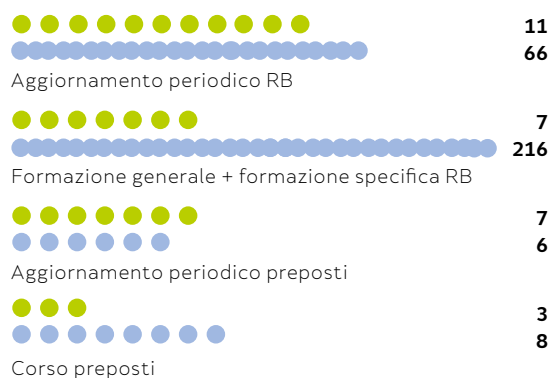 11
66
Aggiornamento periodico RB
7
216
Formazione generale + formazione specifica RB
7
6
Aggiornamento periodico preposti
3
8
Corso preposti